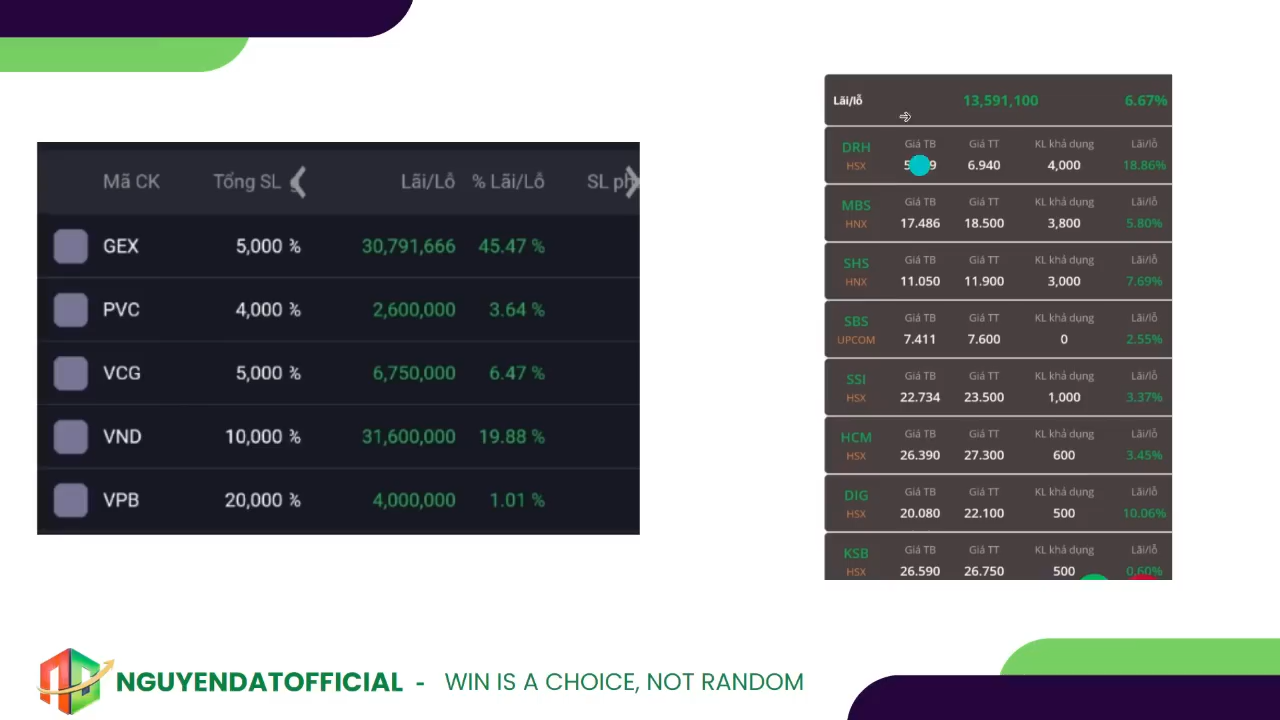 Mã CK Tổng SL Lãi/Lỗ % Lãi/Lỗ SL
GEX 5,000 % 30,791,666 45.47 %
PVC 4,000 % 2,600,000 3.64 %
VCG 5,000 % 6,750,000 6.47 %
VND 10,000 % 31,600,000 19.88 %
VPB 20,000 % 4,000,000 1.01 %
Lãi/lỗ 13,591,100 6.67%
DRH Giá TB Giá TT KL khả dụng Lãi/lỗ
HSX 6.940 4,000 18.86%
MBS Giá TB Giá TT KL khả dụng Lãi/lỗ
HNX 17.486 18.500 3,800 5.80%
SHS Giá TB Giá TT KL khả dụng Lãi/lỗ
HNX 11.050 11.900 3,000 7.69%
SBS Giá TB Giá TT KL khả dụng Lãi/lỗ
UPCOM 7.411 7.600 0 2.55%
SSI Giá TB Giá TT KL khả dụng Lãi/lỗ
HSX 22.734 23.500 1,000 3.37%
HCM Giá TB Giá TT KL khả dụng Lãi/lỗ
HSX 26.390 27.300 600 3.45%
DIG Giá TB Giá TT KL khả dụng Lãi/lỗ
HSX 20.080 22.100 500 10.06%
KSB Giá TB Giá TT KL khả dụng Lãi/lỗ
HSX 26.590 26.750 500 0.60%
NGUYENDATOFFICIAL - WIN IS A CHOICE, NOT RANDOM